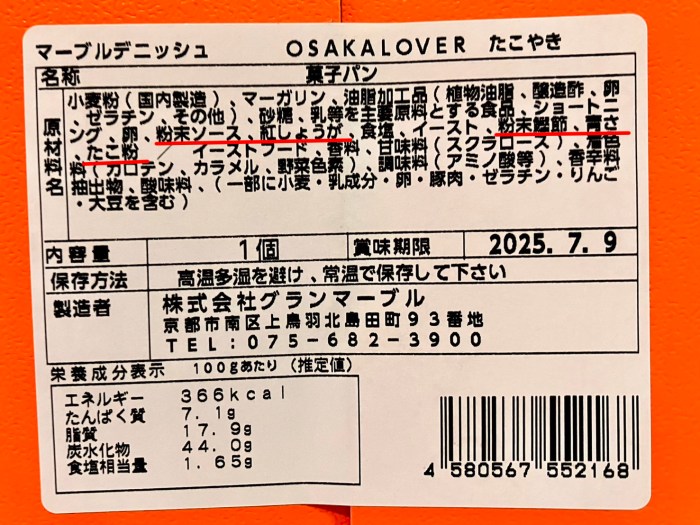 マーブルデニッシュ　OSAKALOVER たこやき
名称　菓子パン
原材料名
小麦粉(国内製造)、マーガリン、油脂加工品(植物油脂、醸造酢、卵
、ゼラチン、その他)、砂糖、乳等を主要原料とする食品、ショートニ
ング、卵、粉末ソース、紅しょうが、食塩、イースト、粉末鰹節、青さ
、たこ粉／イーストフード、香料、甘味料(スクラロース)、着色
料(カロテン、カラメル、野菜色素)、調味料(アミノ酸等)、香辛料
抽出物、酸味料、(一部に小麦・乳成分・卵・豚肉・ゼラチン・りんご
・大豆を含む)
内容量　1個　賞味期限　2025. 7. 9
保存方法　高温多湿を避け、常温で保存して下さい
製造者　株式会社グランマーブル
京都市南区上鳥羽北島田町93番地
TEL:075-682-3900
栄養成分表示　100gあたり(推定値)
エネルギー　366kcal
たんぱく質　7.1g
脂質　17.9g
炭水化物　44.0g
食塩相当量　1.65g
4 580567 552168